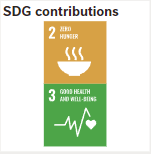 SDG contributions
2 ZERO
HUNGER
3 GOOD HEALTH
AND WELL-BEING